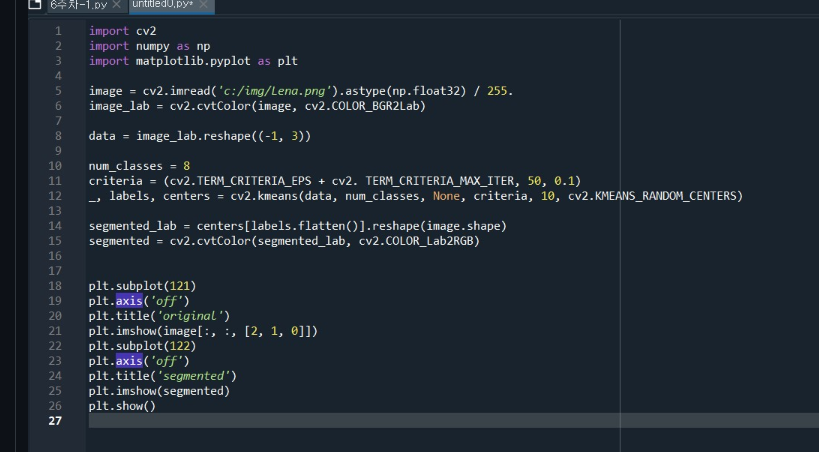 6주차-1.py × untitled0.py* ×
1 import cv2
2 import numpy as np
3 import matplotlib.pyplot as plt
4
5 image = cv2.imread('c:/img/Lena.png').astype(np.float32) / 255.
6 image_lab = cv2.cvtColor(image, cv2.COLOR_BGR2Lab)
7
8 data = image_lab.reshape((-1, 3))
9
10 num_classes = 8
11 criteria = (cv2.TERM_CRITERIA_EPS + cv2. TERM_CRITERIA_MAX_ITER, 50, 0.1)
12 _, labels, centers = cv2.kmeans(data, num_classes, None, criteria, 10, cv2.KMEANS_RANDOM_CENTERS)
13
14 segmented_lab = centers[labels.flatten()].reshape(image.shape)
15 segmented = cv2.cvtColor(segmented_lab, cv2.COLOR_Lab2RGB)
16
17
18 plt.subplot(121)
19 plt.axis('off')
20 plt.title('original')
21 plt.imshow(image[:, :, [2, 1, 0]])
22 plt.subplot(122)
23 plt.axis('off')
24 plt.title('segmented')
25 plt.imshow(segmented)
26 plt.show()
27